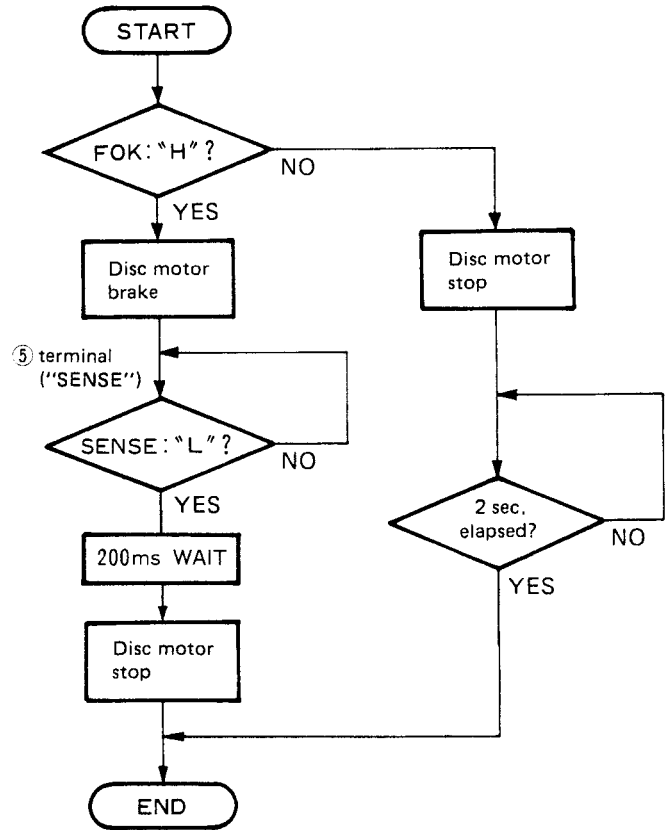 START
FOK: "H" ?
NO
YES
Disc motor
brake
Disc motor
stop
⑤ terminal
("SENSE")
SENSE: "L" ?
NO
YES
2 sec.
elapsed?
NO
YES
200ms WAIT
Disc motor
stop
END